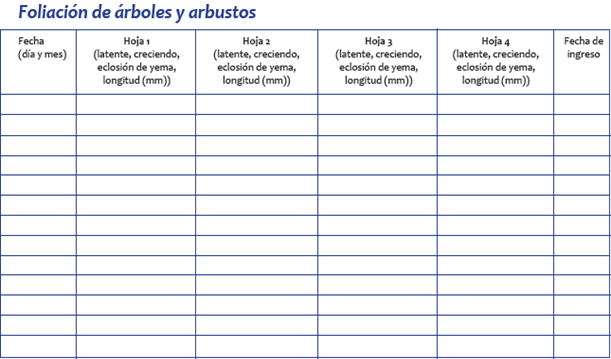 Foliación de árboles y arbustos
Fecha
(día y mes)
Hoja 1
(latente, creciendo,
eclosión de yema,
longitud (mm))
Hoja 2
(latente, creciendo,
eclosión de yema,
longitud (mm))
Hoja 3
(latente, creciendo,
eclosión de yema,
longitud (mm))
Hoja 4
(latente, creciendo,
eclosión de yema,
longitud (mm))
Fecha de
ingreso